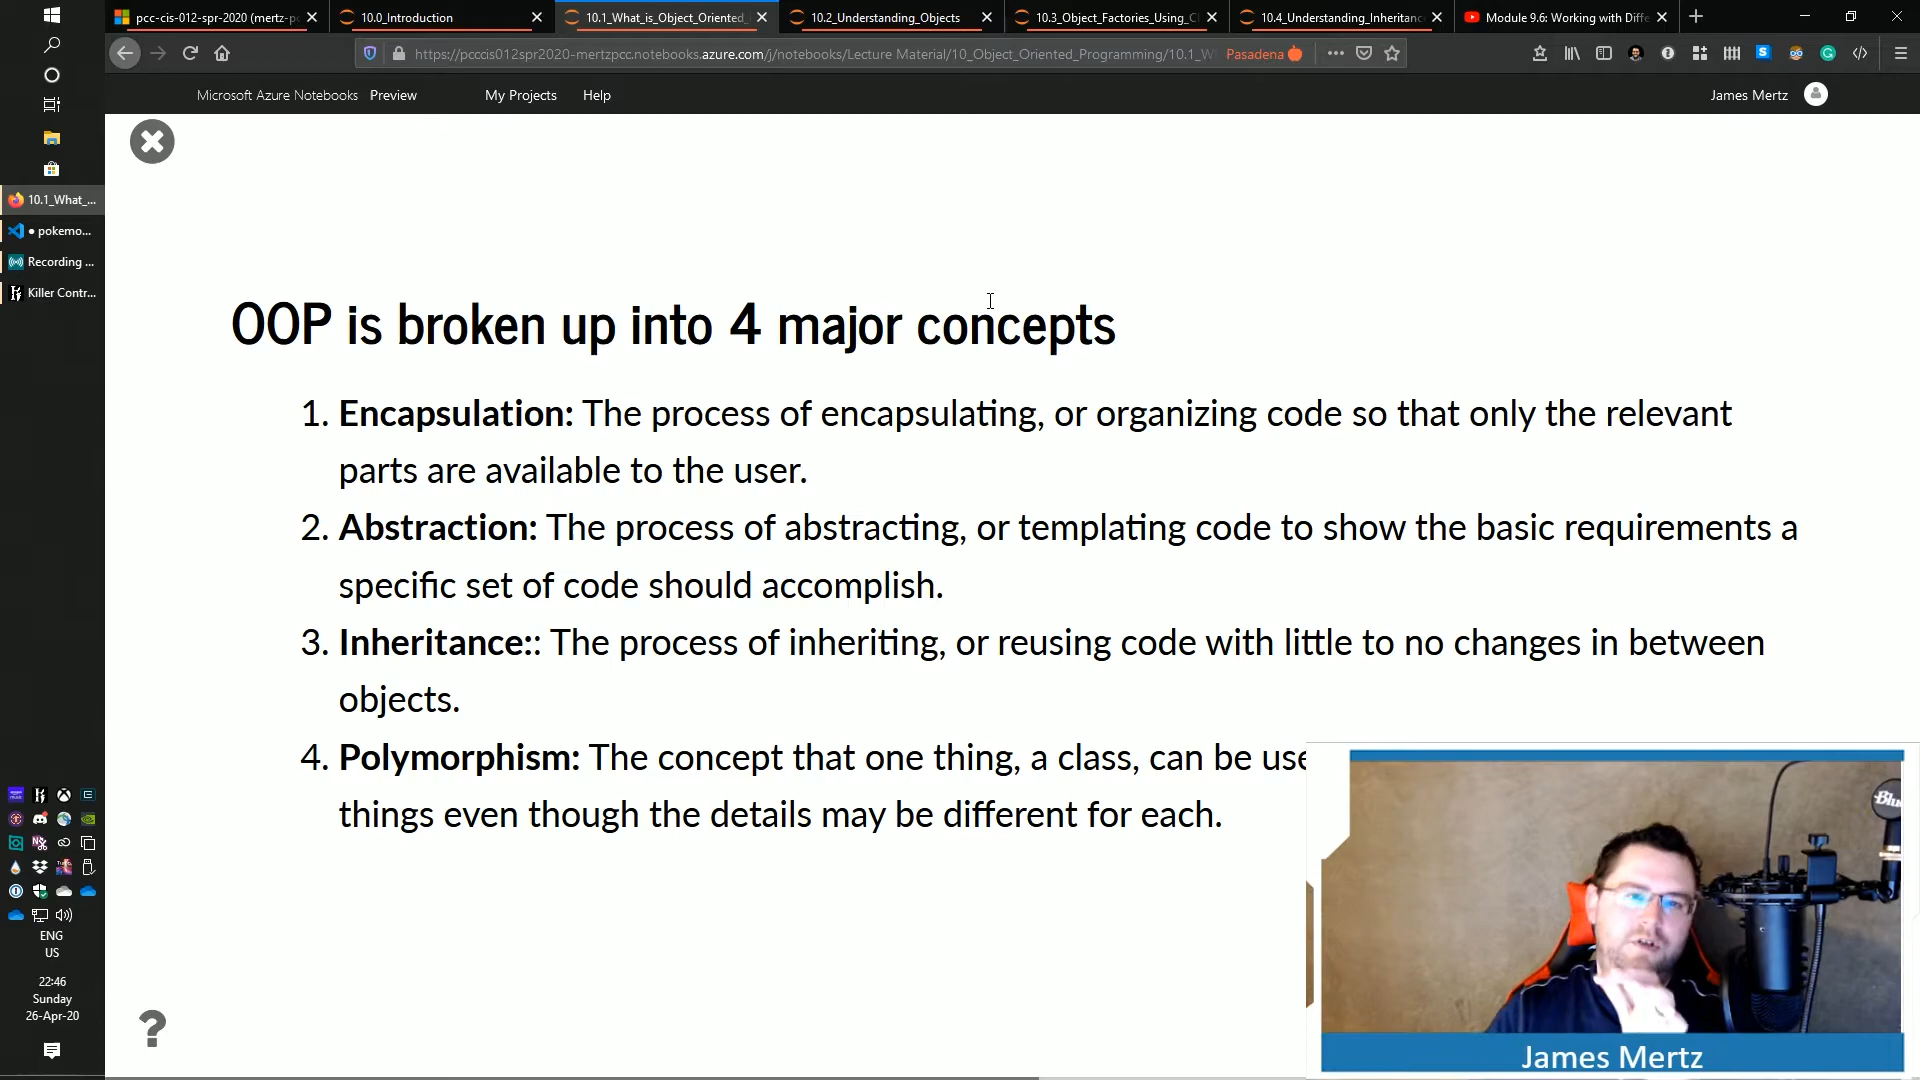 pcc-cis-012-spr-2020 (mertz-p
10.0_Introduction
10.1_What_is_Object_Oriented_
10.2_Understanding_Objects
10.3_Object_Factories_Using_Cl
10.4_Understanding_Inheritanc
Module 9.6: Working with Diffe
https://pcccis012spr2020-mertzpcc.notebooks.azure.com/j/notebooks/Lecture Material/10_Object_Oriented_Programming/10.1_W
Pasadena
Microsoft Azure Notebooks Preview
My Projects
Help
James Mertz
10.1_What_...
• pokemo...
Recording ...
Killer Contr...
OOP is broken up into 4 major concepts
1. Encapsulation: The process of encapsulating, or organizing code so that only the relevant
parts are available to the user.
2. Abstraction: The process of abstracting, or templating code to show the basic requirements a
specific set of code should accomplish.
3. Inheritance:: The process of inheriting, or reusing code with little to no changes in between
objects.
4. Polymorphism: The concept that one thing, a class, can be use
things even though the details may be different for each.
ENG
US
22:46
Sunday
26-Apr-20
?
Blue
James Mertz